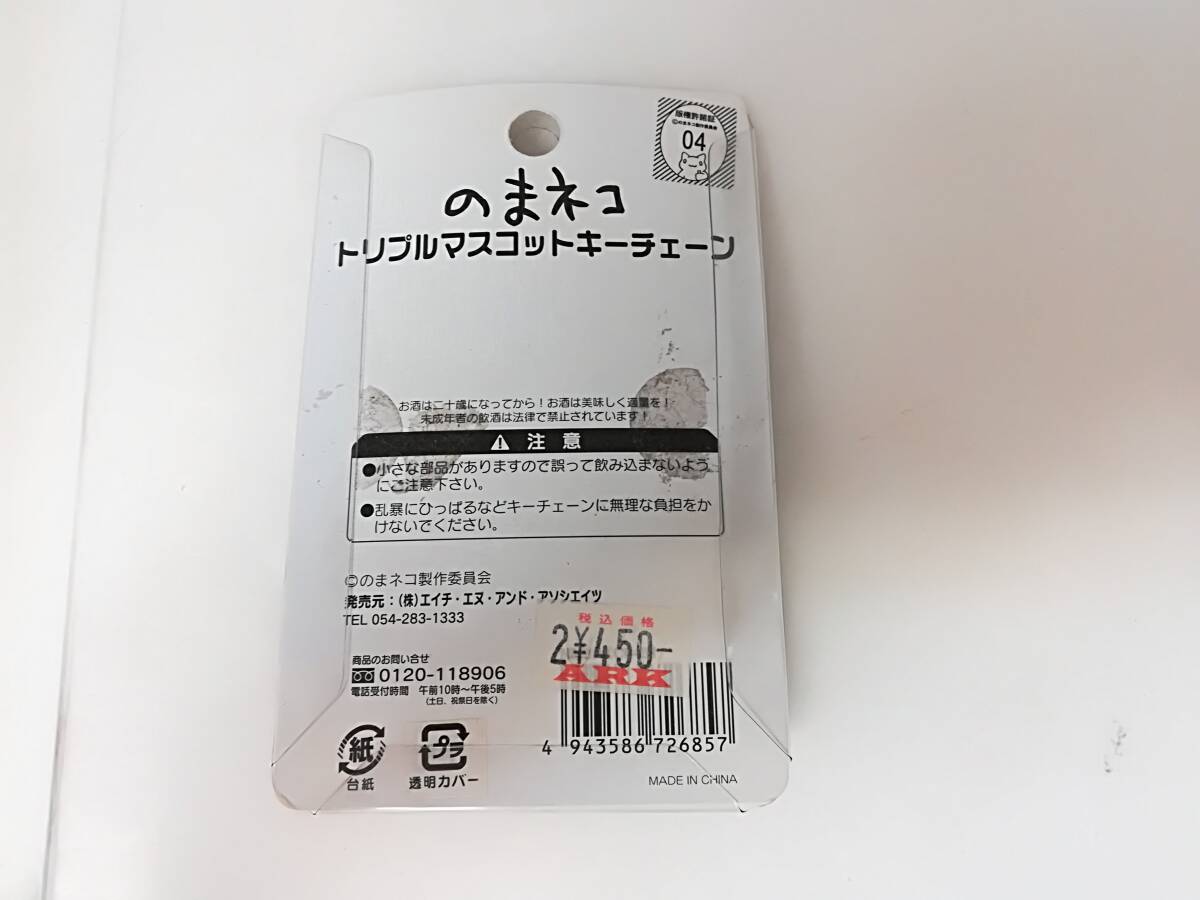 版権許諾証
©のまネコ製作委員会
04
のまネコ
トリプルマスコットキーチェーン
お酒は二十歳になってから！お酒は美味しく適量を！
未成年者の飲酒は法律で禁止されています！
注意
●小さな部品がありますので誤って飲み込まないよう
にご注意下さい。
●乱暴にひっぱるなどキーチェーンに無理な負担をか
けないでください。
©のまネコ製作委員会
発売元：(株)エイチ・エヌ・アンド・アソシエイツ
TEL 054-283-1333
税込価格
2¥450-
ARK
商品のお問い合せ
0120-118906
電話受付時間 午前10時～午後5時
(土日、祝祭日を除く)
紙
台紙
プラ
透明カバー
4 943586 726857
MADE IN CHINA